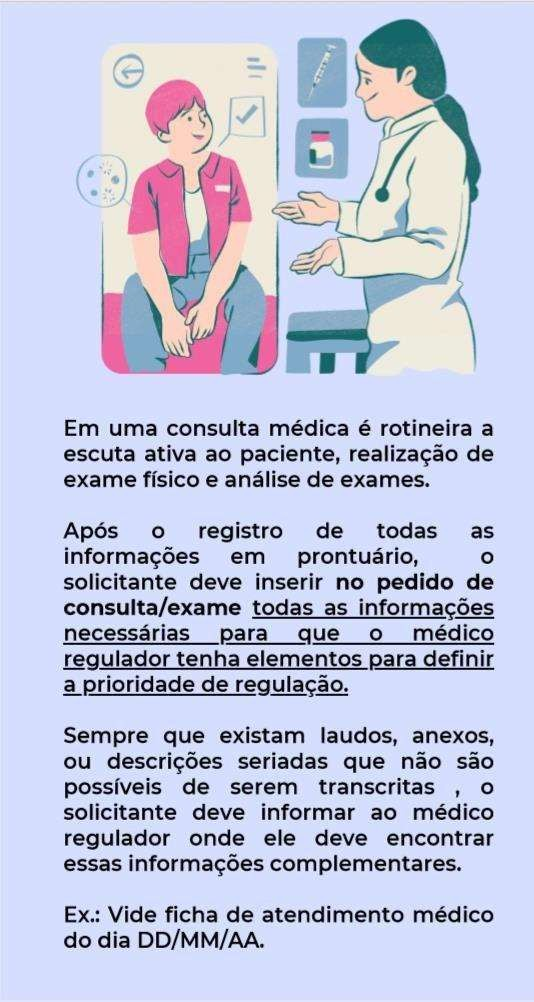 Em uma consulta médica é rotineira a
escuta ativa ao paciente, realização de
exame físico e análise de exames.
Após o registro de todas as
informações em prontuário, o
solicitante deve inserir no pedido de
consulta/exame todas as informações
necessárias para que o médico
regulador tenha elementos para definir
a prioridade de regulação.
Sempre que existam laudos, anexos,
ou descrições seriadas que não são
possíveis de serem transcritas , o
solicitante deve informar ao médico
regulador onde ele deve encontrar
essas informações complementares.
Ex.: Vide ficha de atendimento médico
do dia DD/MM/AA.